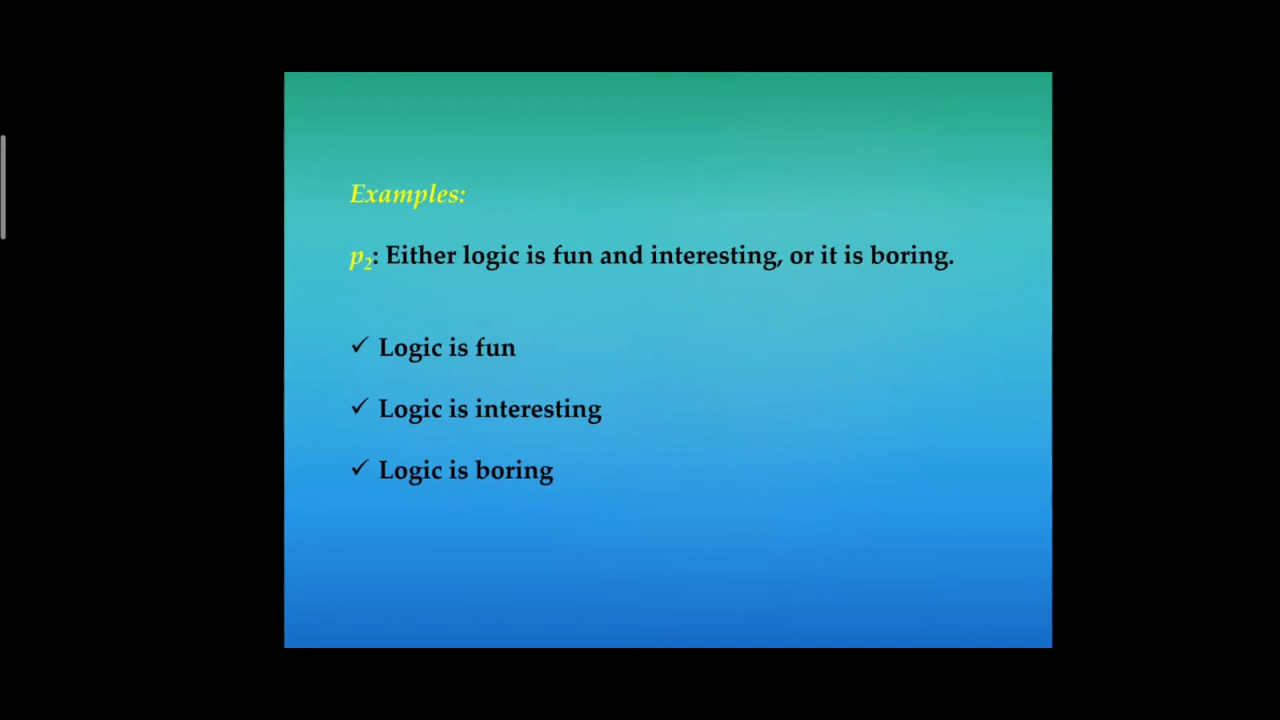 Examples:
p₂: Either logic is fun and interesting, or it is boring.
✓ Logic is fun
✓ Logic is interesting
✓ Logic is boring